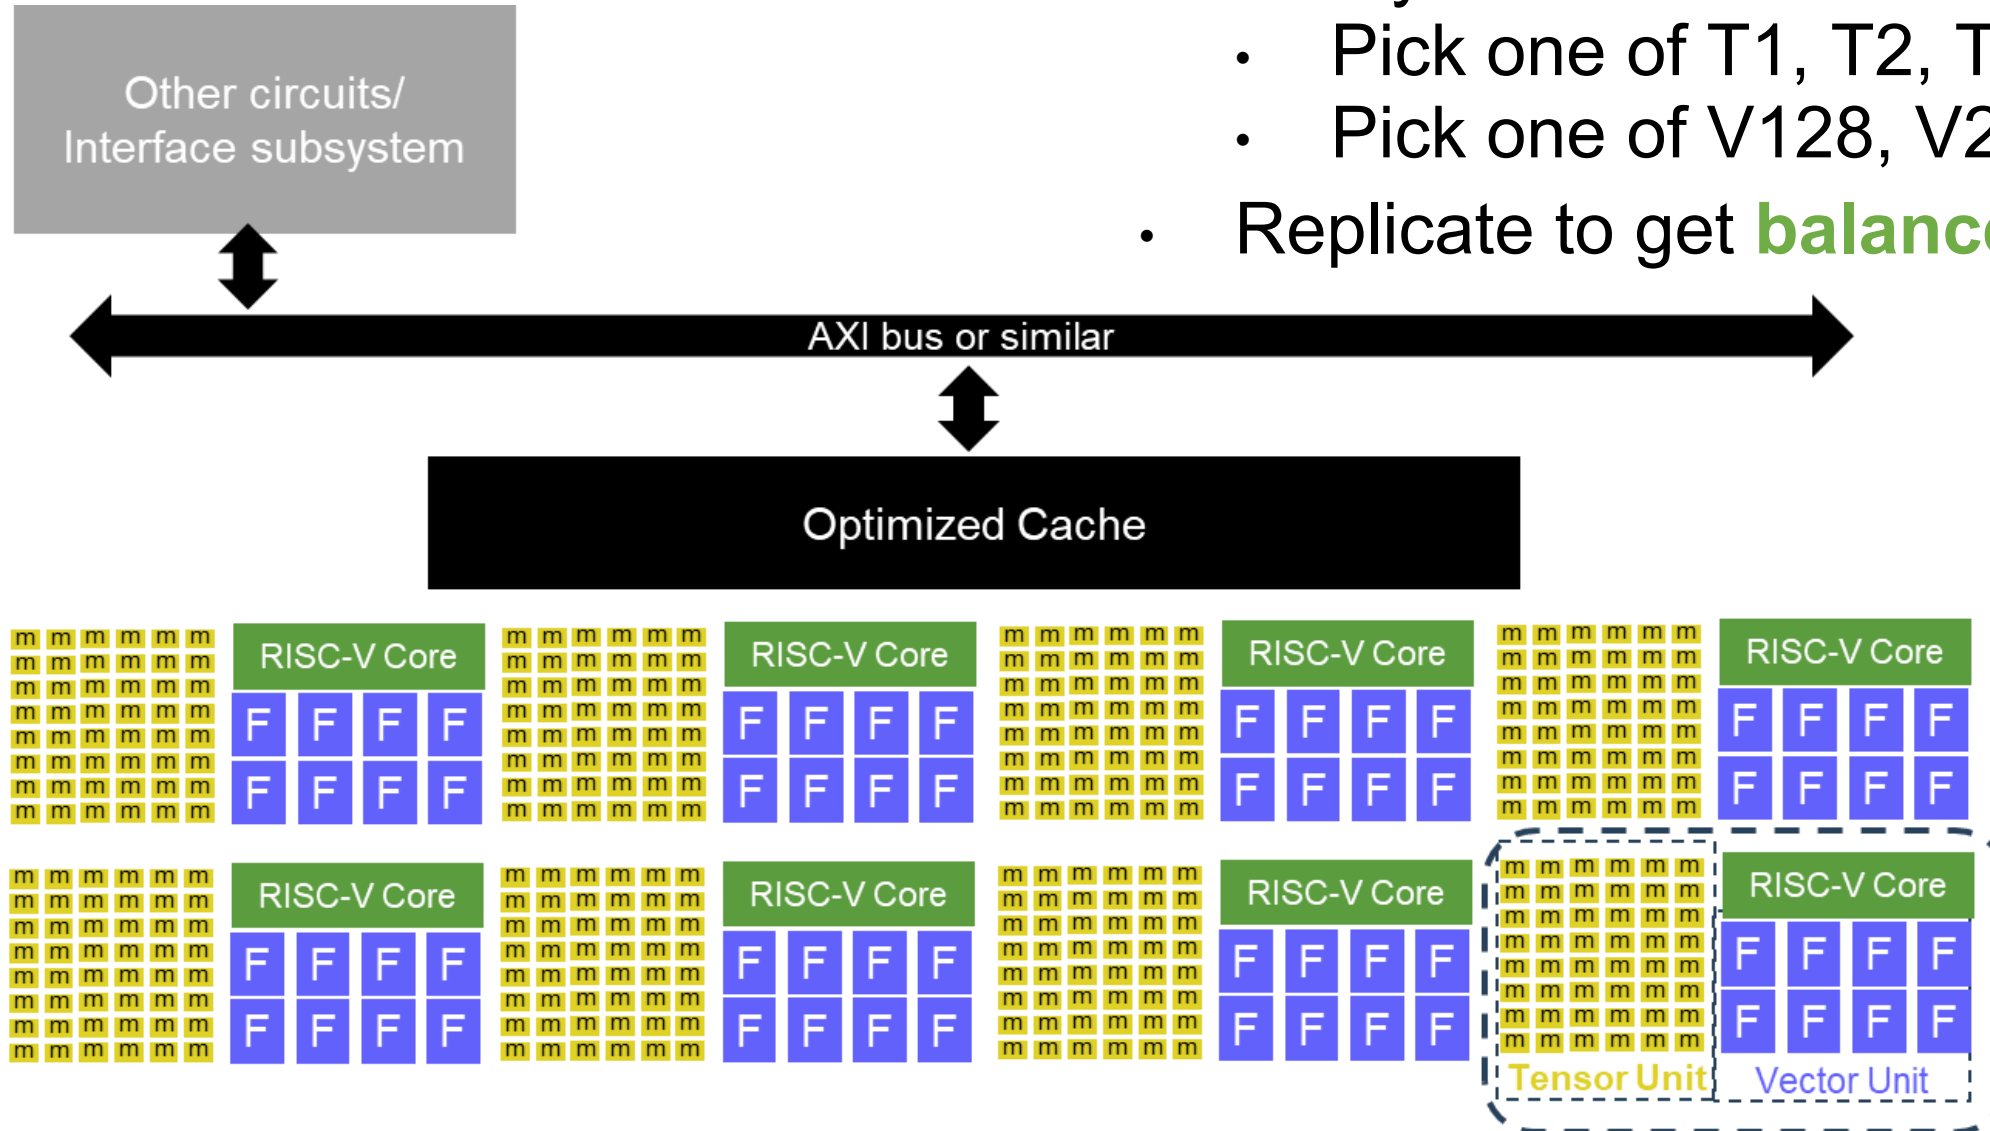 Other circuits/
Interface subsystem
• Pick one of T1, T2, T
• Pick one of V128, V2
• Replicate to get balanc
AXI bus or similar
Optimized Cache
m m m m m m
m m m m m m
m m m m m m
m m m m m m
m m m m m m
m m m m m m
m m m m m m
m m m m m m
RISC-V Core
F F F F
F F F F
m m m m m m
m m m m m m
m m m m m m
m m m m m m
m m m m m m
m m m m m m
m m m m m m
m m m m m m
RISC-V Core
F F F F
F F F F
m m m m m m
m m m m m m
m m m m m m
m m m m m m
m m m m m m
m m m m m m
m m m m m m
m m m m m m
RISC-V Core
F F F F
F F F F
m m m m m m
m m m m m m
m m m m m m
m m m m m m
m m m m m m
m m m m m m
m m m m m m
m m m m m m
RISC-V Core
F F F F
F F F F
m m m m m m
m m m m m m
m m m m m m
m m m m m m
m m m m m m
m m m m m m
m m m m m m
m m m m m m
RISC-V Core
F F F F
F F F F
m m m m m m
m m m m m m
m m m m m m
m m m m m m
m m m m m m
m m m m m m
m m m m m m
m m m m m m
RISC-V Core
F F F F
F F F F
m m m m m m
m m m m m m
m m m m m m
m m m m m m
m m m m m m
m m m m m m
m m m m m m
m m m m m m
RISC-V Core
F F F F
F F F F
m m m m m m
m m m m m m
m m m m m m
m m m m m m
m m m m m m
m m m m m m
m m m m m m
m m m m m m
Tensor Unit
RISC-V Core
F F F F
F F F F
Vector Unit